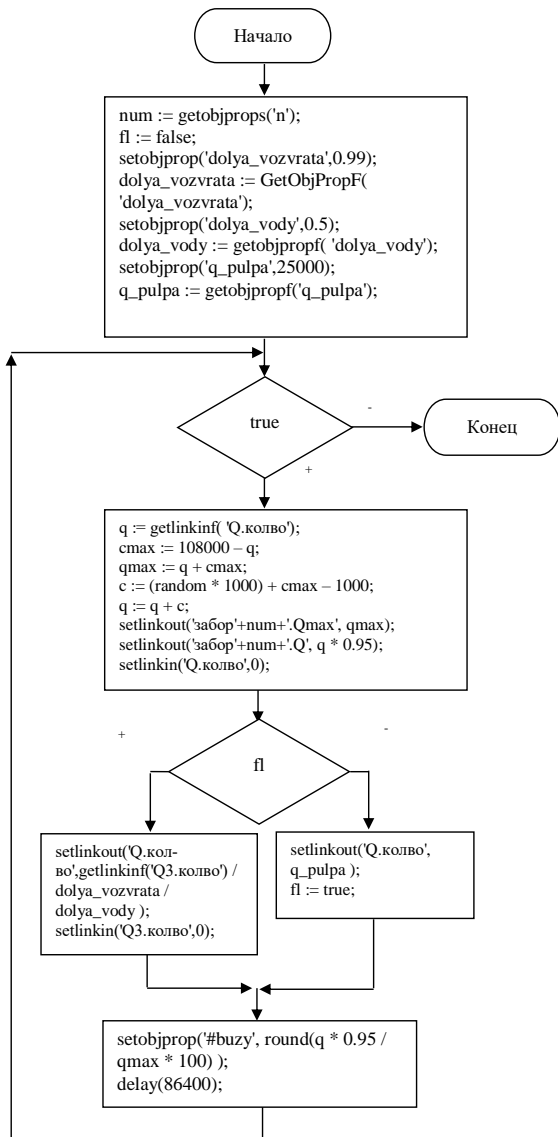 Начало
num := getobjprops('n');
fl := false;
setobjprop('dolya_vozvrata',0.99);
dolya_vozvrata := GetObjPropF(
'dolya_vozvrata');
setobjprop('dolya_vody',0.5);
dolya_vody := getobjpropf( 'dolya_vody');
setobjprop('q_pulpa',25000);
q_pulpa := getobjpropf('q_pulpa');
true
-
Конец
+
q := getlinkinf( 'Q.колво');
cmax := 108000 – q;
qmax := q + cmax;
c := (random * 1000) + cmax – 1000;
q := q + c;
setlinkout('забор'+num+'.Qmax', qmax);
setlinkout('забор'+num+'.Q', q * 0.95);
setlinkin('Q.колво',0);
+
-
fl
setlinkout('Q.кол-
во',getlinkinf('Q3.колво') /
dolya_vozvrata /
dolya_vody );
setlinkin('Q3.колво',0);
setlinkout('Q.колво',
q_pulpa );
fl := true;
setobjprop('#buzy', round(q * 0.95 /
qmax * 100) );
delay(86400);